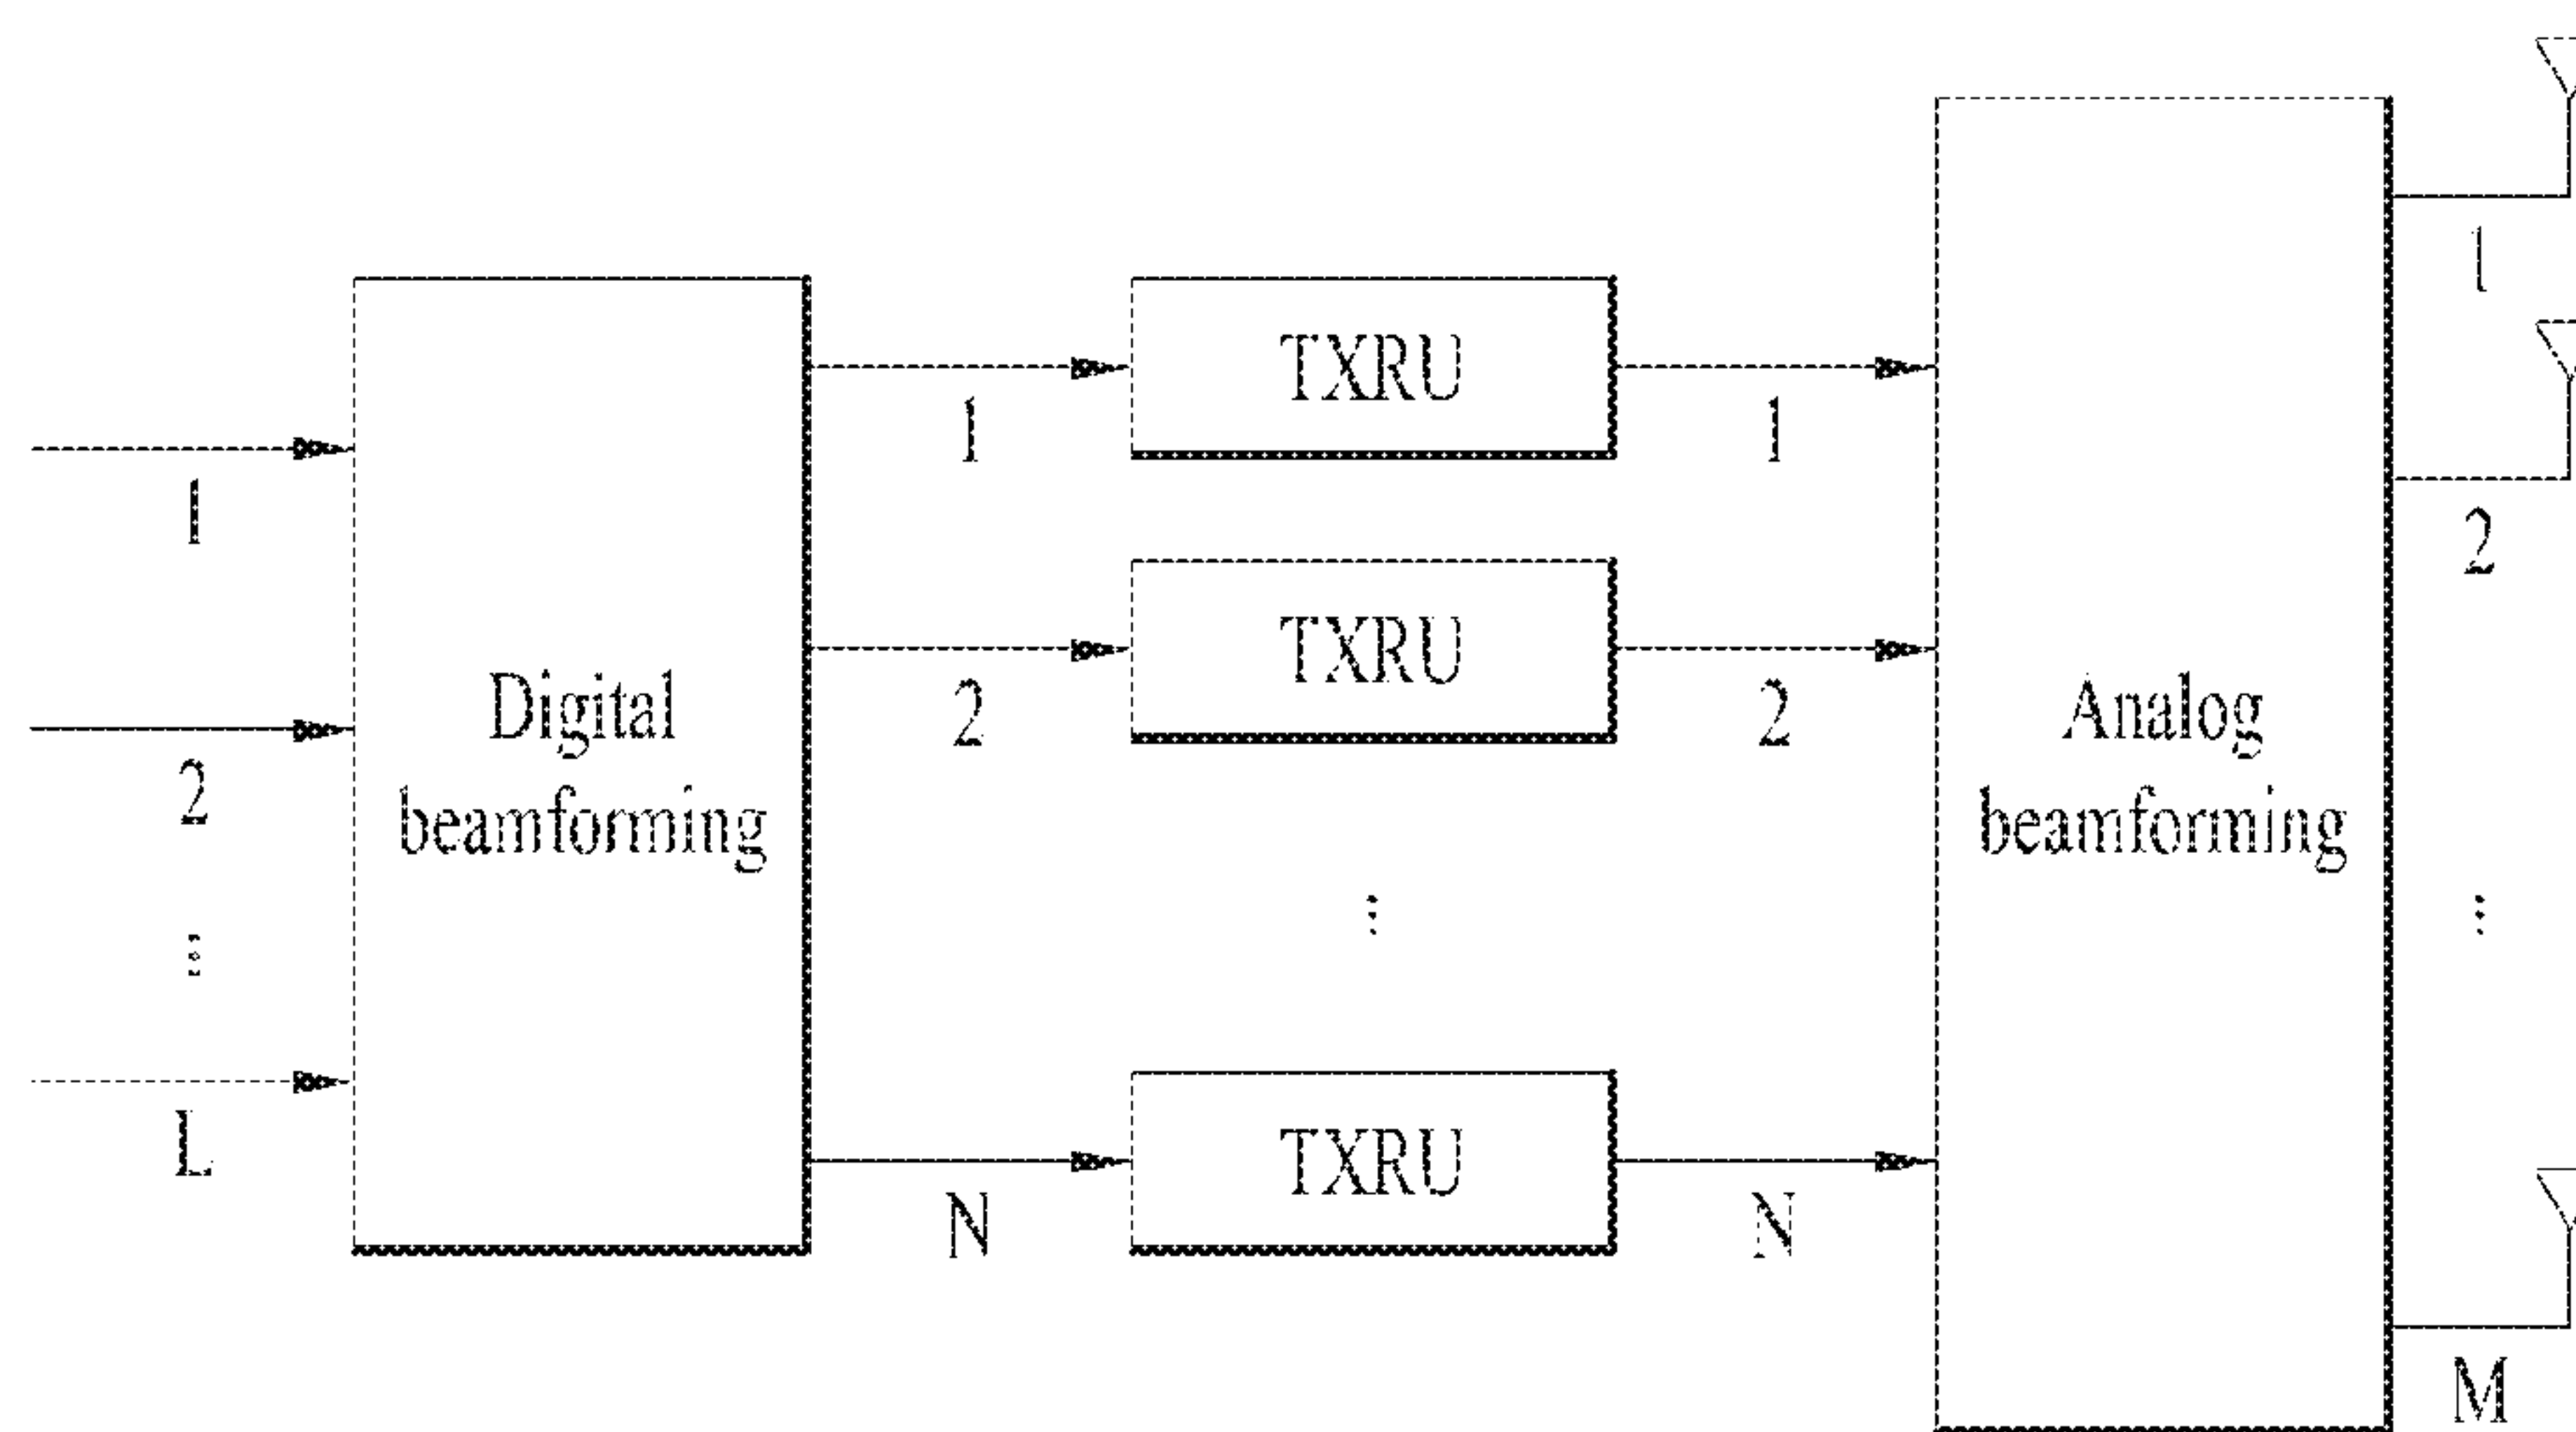 1
2
⋮
L
Digital
beamforming
1
2
N
TXRU
TXRU
⋮
TXRU
1
2
N
Analog
beamforming
1
2
⋮
M